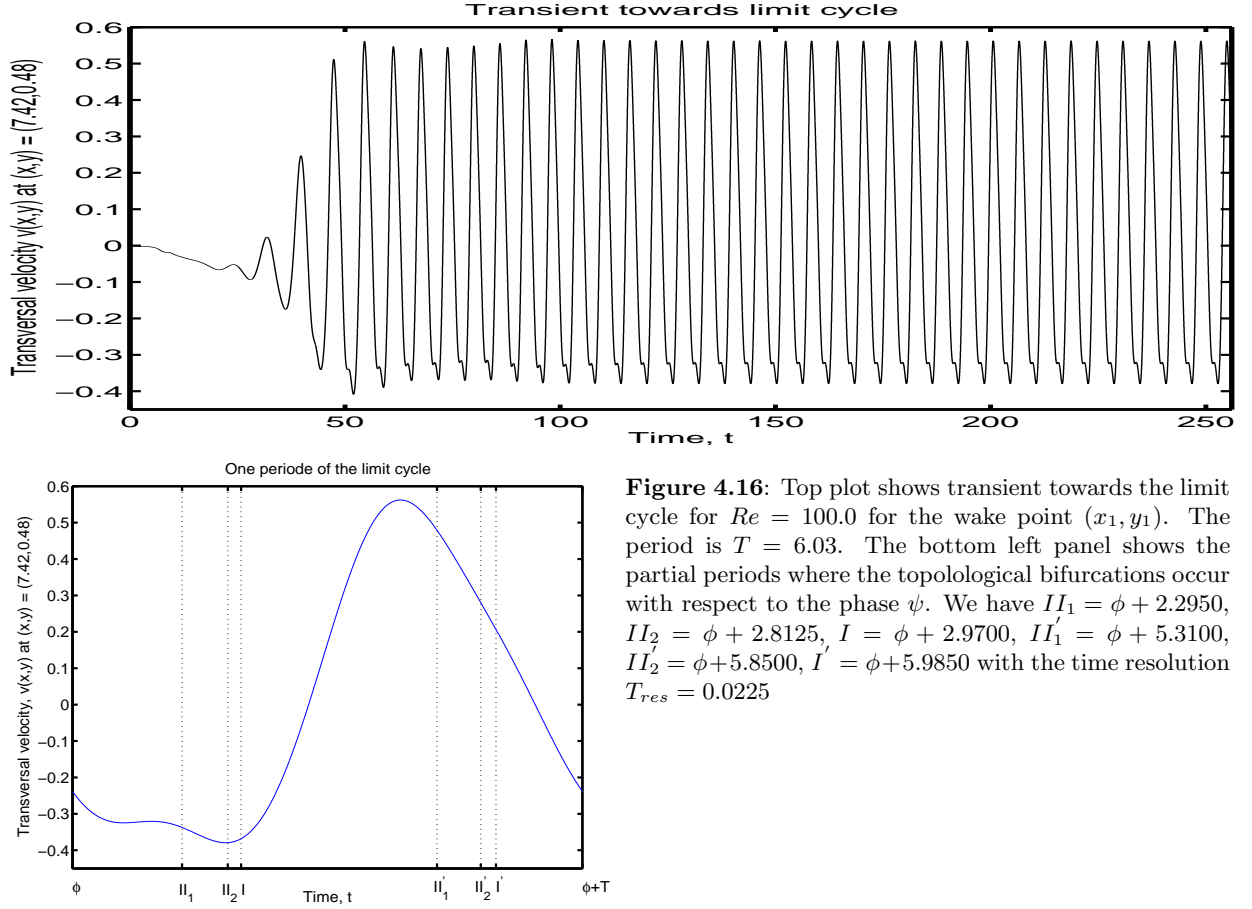 Transient towards limit cycle
Transversal velocity v(x,y) at (x,y) = (7.42,0.48)
0.6
0.5
0.4
0.3
0.2
0.1
0
−0.1
−0.2
−0.3
−0.4
0 50 100 150 200 250
Time, t
One periode of the limit cycle
Transversal velocity, v(x,y) at (x,y) = (7.42,0.48)
0.6
0.5
0.4
0.3
0.2
0.1
0
−0.1
−0.2
−0.3
−0.4
ϕ II₁ II₂ I II₁' II₂' I' ϕ+T
Time, t
Figure 4.16: Top plot shows transient towards the limit
cycle for Re = 100.0 for the wake point (x₁, y₁). The
period is T = 6.03. The bottom left panel shows the
partial periods where the topolological bifurcations occur
with respect to the phase ψ. We have II₁ = ϕ + 2.2950,
II₂ = ϕ + 2.8125, I = ϕ + 2.9700, II₁' = ϕ + 5.3100,
II₂' = ϕ+5.8500, I' = ϕ+5.9850 with the time resolution
T_res = 0.0225